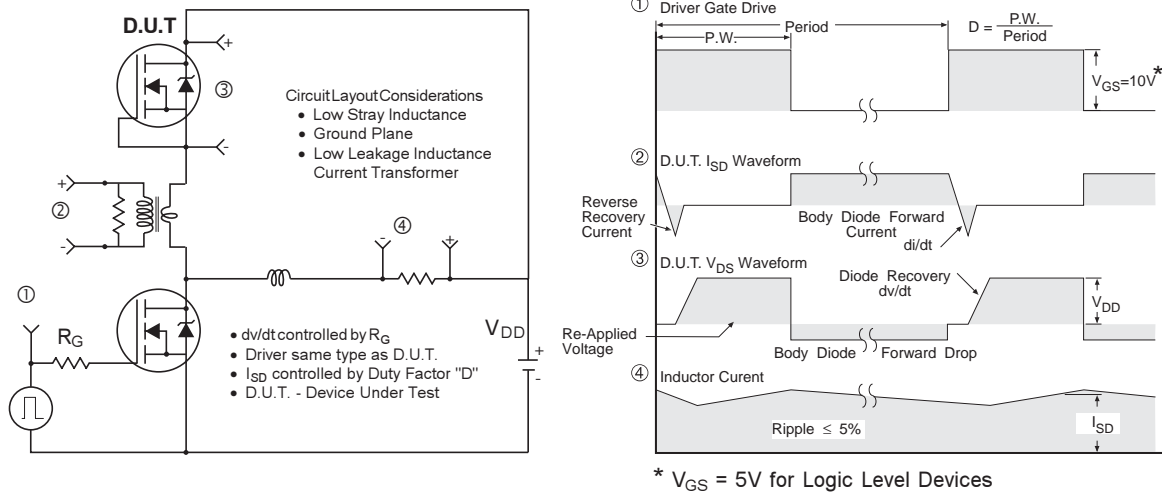 D.U.T
+
③
-
Circuit Layout Considerations
• Low Stray Inductance
• Ground Plane
• Low Leakage Inductance
Current Transformer
+
②
-
④
-
+
①
RG
• dv/dt controlled by RG
• Driver same type as D.U.T.
• ISD controlled by Duty Factor "D"
• D.U.T. - Device Under Test
VDD
+
-
① Driver Gate Drive
Period
P.W.
D = P.W.
Period
VGS=10V*
② D.U.T. ISD Waveform
Reverse
Recovery
Current
Body Diode Forward
Current
di/dt
③ D.U.T. VDS Waveform
Diode Recovery
dv/dt
VDD
Re-Applied
Voltage
Body Diode Forward Drop
④ Inductor Curent
Ripple ≤ 5%
ISD
* VGS = 5V for Logic Level Devices